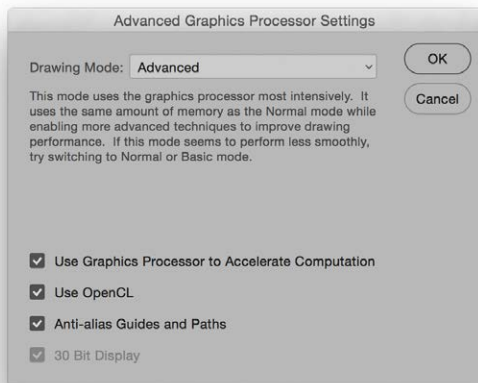 Advanced Graphics Processor Settings
Drawing Mode: Advanced
OK
This mode uses the graphics processor most intensively.  It
uses the same amount of memory as the Normal mode while
enabling more advanced techniques to improve drawing
performance.  If this mode seems to perform less smoothly,
try switching to Normal or Basic mode.
Cancel
Use Graphics Processor to Accelerate Computation
Use OpenCL
Anti-alias Guides and Paths
30 Bit Display